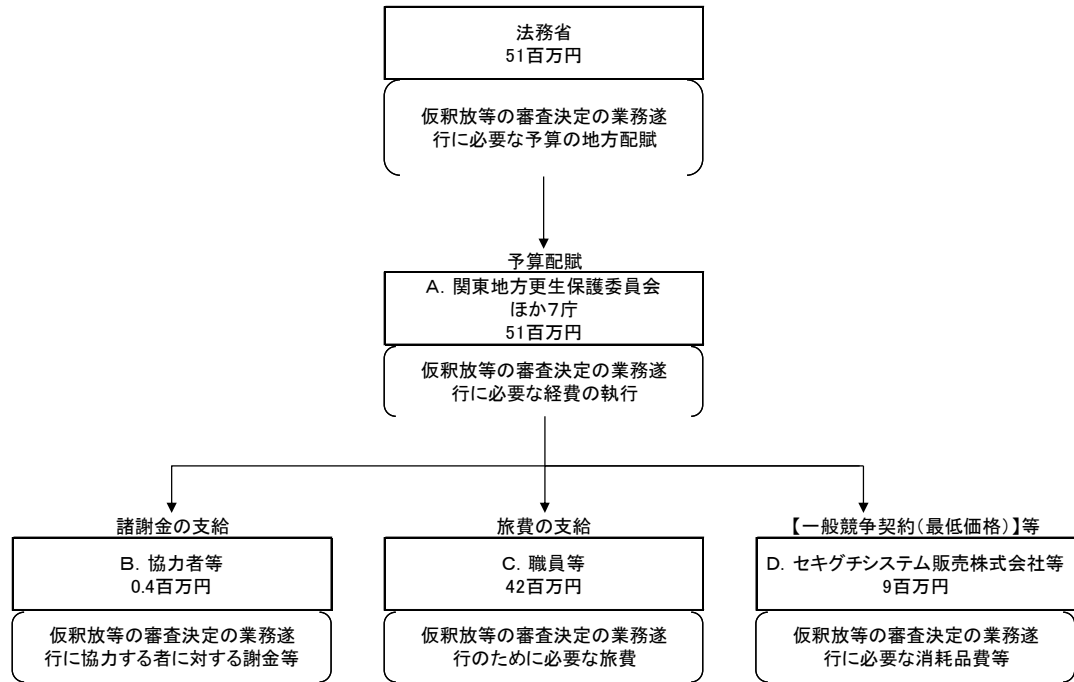 法務省
51百万円
仮釈放等の審査決定の業務遂
行に必要な予算の地方配賦
予算配賦
Ａ．関東地方更生保護委員会
ほか７庁
51百万円
仮釈放等の審査決定の業務遂
行に必要な経費の執行
諸謝金の支給
Ｂ．協力者等
0.4百万円
仮釈放等の審査決定の業務遂
行に協力する者に対する謝金等
旅費の支給
Ｃ．職員等
42百万円
仮釈放等の審査決定の業務遂
行のために必要な旅費
【一般競争契約（最低価格）】等
Ｄ．セキグチシステム販売株式会社等
9百万円
仮釈放等の審査決定の業務遂
行に必要な消耗品費等